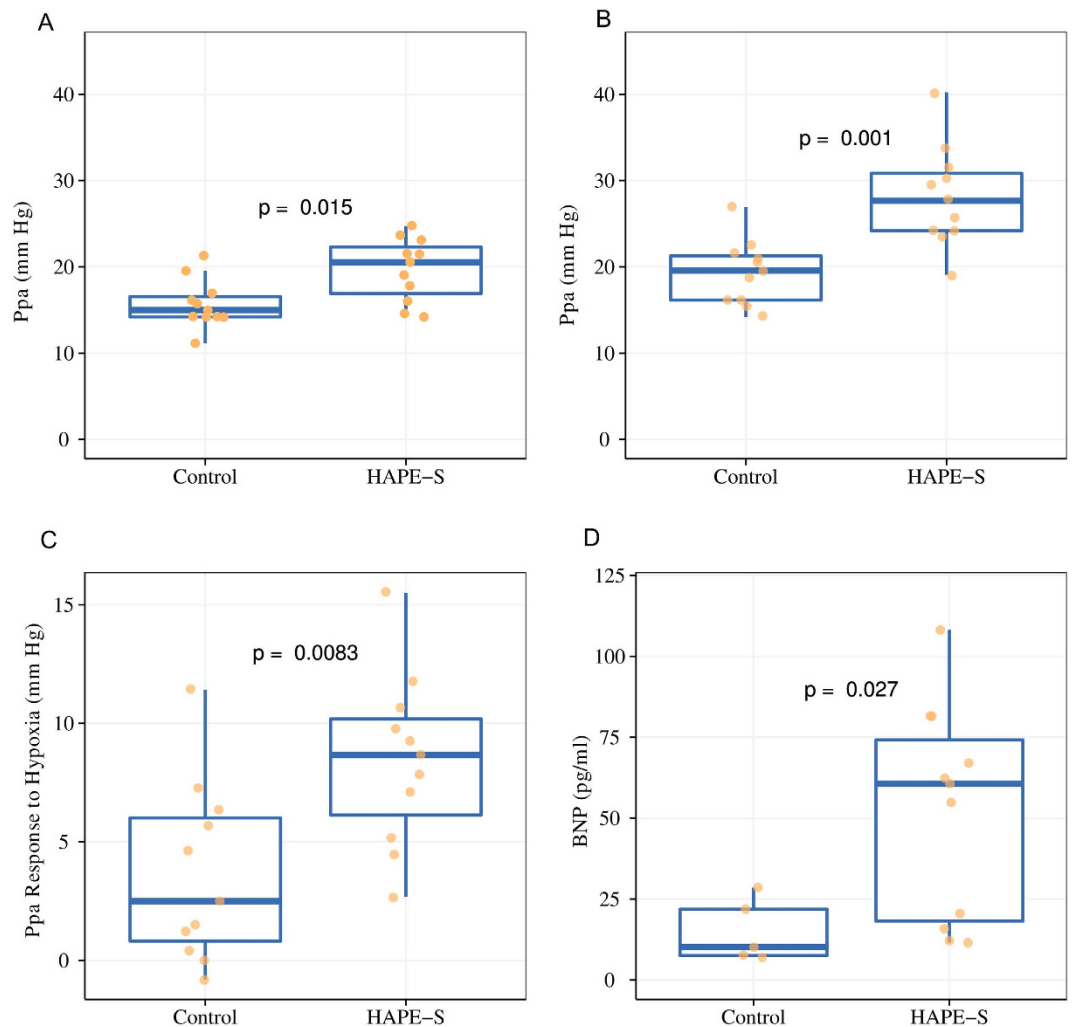 A
Ppa (mm Hg)
40
30
20
10
0
p = 0.015
Control
HAPE−S
B
Ppa (mm Hg)
40
30
20
10
0
p = 0.001
Control
HAPE−S
C
Ppa Response to Hypoxia (mm Hg)
15
10
5
0
p = 0.0083
Control
HAPE−S
D
BNP (pg/ml)
125
100
75
50
25
0
p = 0.027
Control
HAPE−S